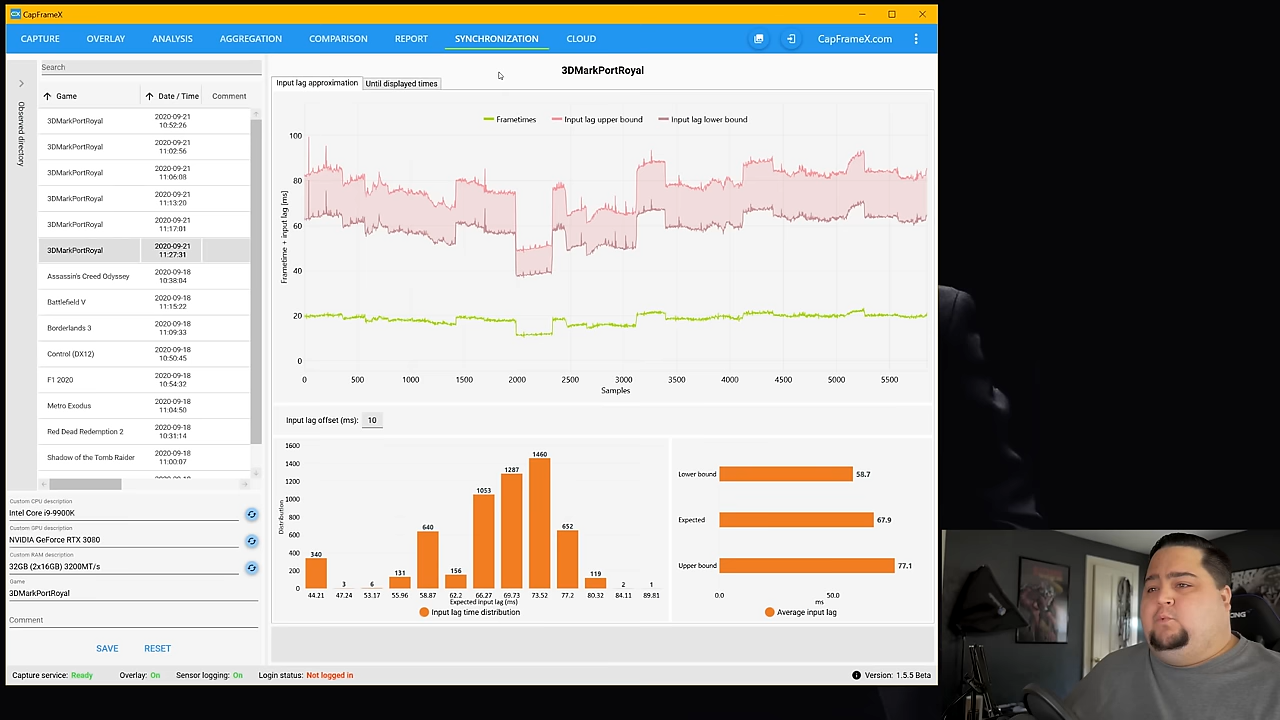 CapFrameX
CAPTURE OVERLAY ANALYSIS AGGREGATION COMPARISON REPORT SYNCHRONIZATION CLOUD CapFrameX.com
Search
Game Date / Time Comment
Observed directory
3DMarkPortRoyal 2020-09-21 10:52:26
3DMarkPortRoyal 2020-09-21 11:02:56
3DMarkPortRoyal 2020-09-21 11:06:08
3DMarkPortRoyal 2020-09-21 11:13:20
3DMarkPortRoyal 2020-09-21 11:17:01
3DMarkPortRoyal 2020-09-21 11:27:31
Assassin's Creed Odyssey 2020-09-18 10:38:04
Battlefield V 2020-09-18 11:15:22
Borderlands 3 2020-09-18 11:09:33
Control (DX12) 2020-09-18 10:50:45
F1 2020 2020-09-18 10:54:32
Metro Exodus 2020-09-18 11:04:50
Red Dead Redemption 2 2020-09-18 10:31:14
Shadow of the Tomb Raider 2020-09-18 11:00:07
Custom CPU description
Intel Core i9-9900K
Custom GPU description
NVIDIA GeForce RTX 3080
Custom RAM description
32GB (2x16GB) 3200MT/s
Game
3DMarkPortRoyal
Comment
SAVE RESET
3DMarkPortRoyal
Input lag approximation Until displayed times
Frametimes Input lag upper bound Input lag lower bound
Frametime + input lag [ms]
100
80
60
40
20
0
0 500 1000 1500 2000 2500 3000 3500 4000 4500 5000 5500
Samples
Input lag offset (ms): 10
Distribution
1600
1400
1200
1000
800
600
400
200
0
340 3 6 131 640 156 1053 1287 1460 652 119 2 1
44.21 47.24 53.17 55.96 58.87 62.2 66.27 69.73 73.52 77.2 80.32 84.11 89.81
Expected input lag (ms)
Input lag time distribution
Lower bound 58.7
Expected 67.9
Upper bound 77.1
0.0 50.0
ms
Average input lag
Capture service: Ready Overlay: On Sensor logging: On Login status: Not logged in Version: 1.5.5 Beta